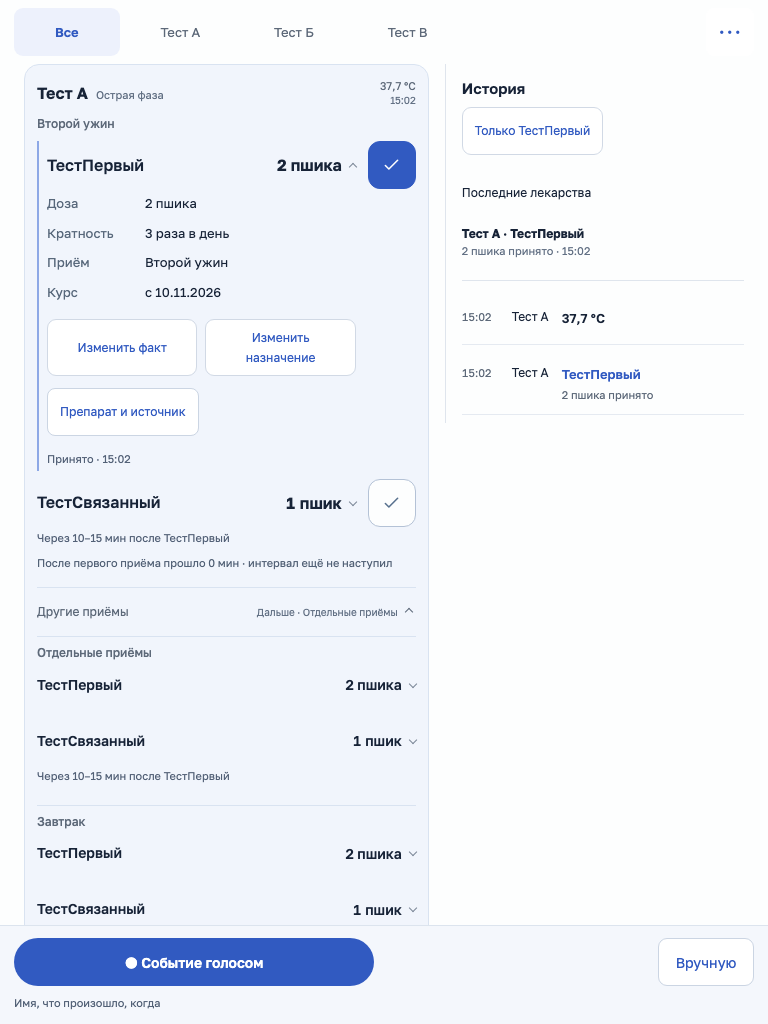 Все
Тест А
Тест Б
Тест В
Тест А Острая фаза
37,7 °C
15:02
Второй ужин
ТестПервый
2 пшика
Доза 2 пшика
Кратность 3 раза в день
Приём Второй ужин
Курс с 10.11.2026
Изменить факт
Изменить
назначение
Препарат и источник
Принято · 15:02
ТестСвязанный
1 пшик
Через 10–15 мин после ТестПервый
После первого приёма прошло 0 мин · интервал ещё не наступил
Другие приёмы
Дальше · Отдельные приёмы
Отдельные приёмы
ТестПервый
2 пшика
ТестСвязанный
1 пшик
Через 10–15 мин после ТестПервый
Завтрак
ТестПервый
2 пшика
ТестСвязанный
1 пшик
История
Только ТестПервый
Последние лекарства
Тест А · ТестПервый
2 пшика принято · 15:02
15:02 Тест А 37,7 °C
15:02 Тест А ТестПервый
2 пшика принято
Событие голосом
Вручную
Имя, что произошло, когда